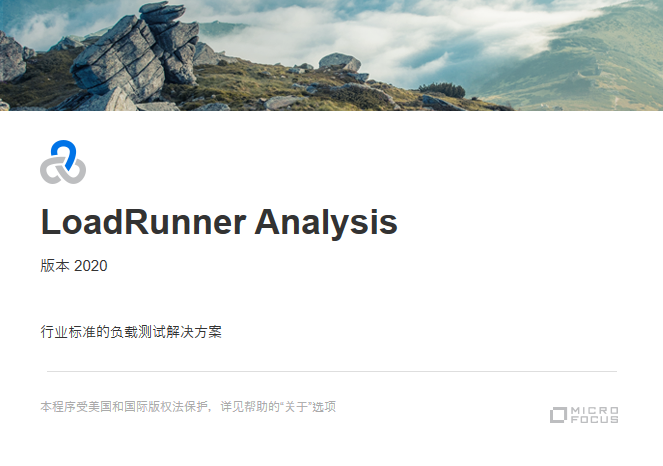 LoadRunner Analysis
版本 2020
行业标准的负载测试解决方案
本程序受美国和国际版权法保护，详见帮助的“关于”选项
MICRO
FOCUS